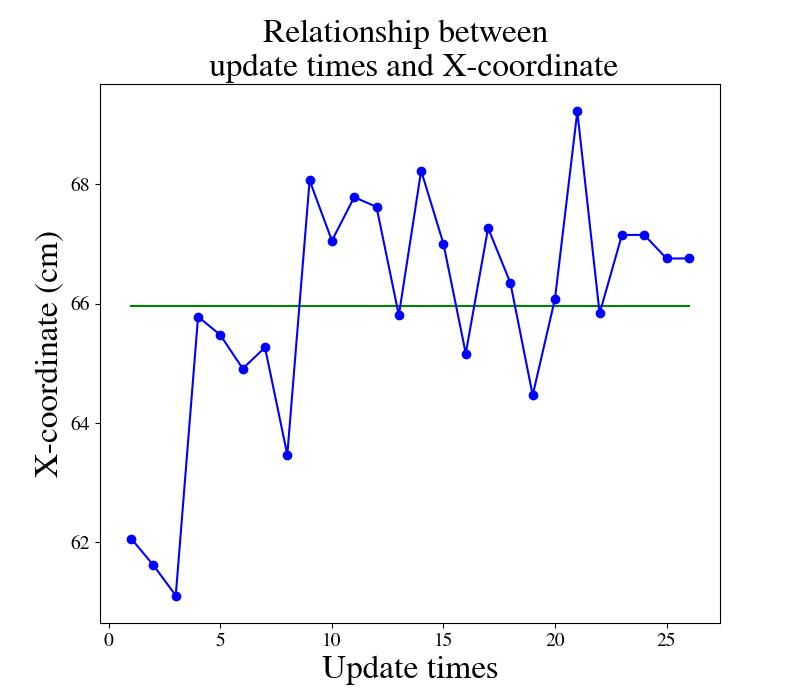 Relationship between
update times and X-coordinate
X-coordinate (cm)
68
66
64
62
0 5 10 15 20 25
Update times